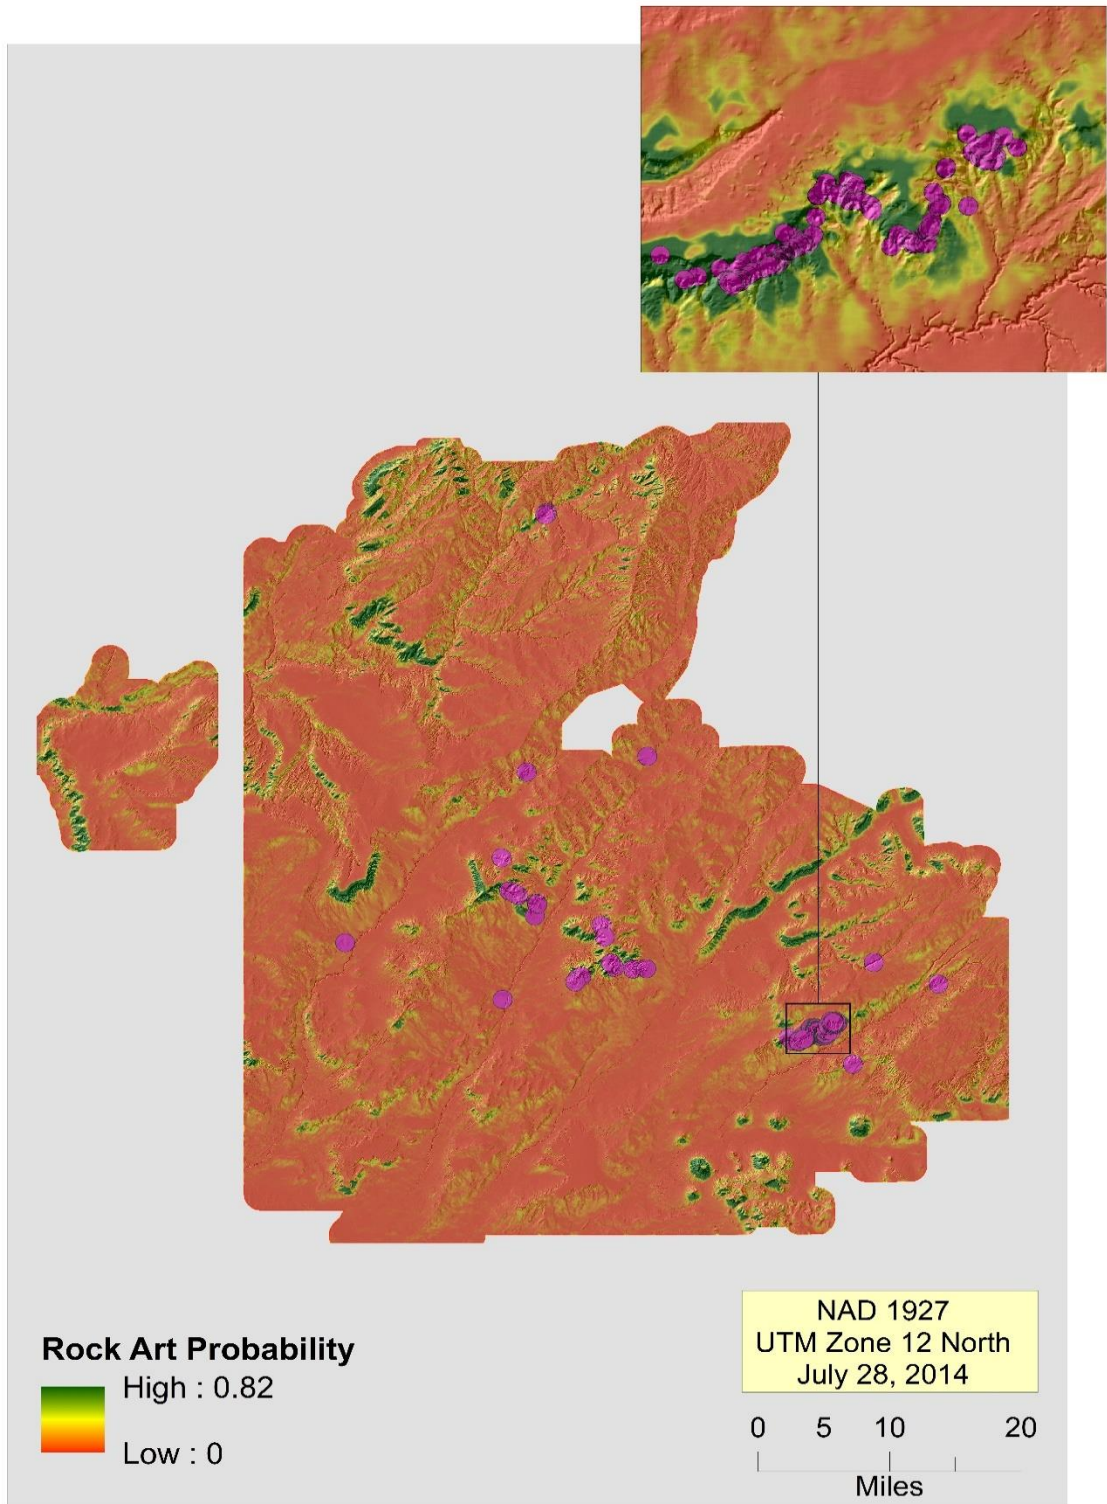 Rock Art Probability
High : 0.82
Low : 0
NAD 1927
UTM Zone 12 North
July 28, 2014
0 5 10 20
Miles